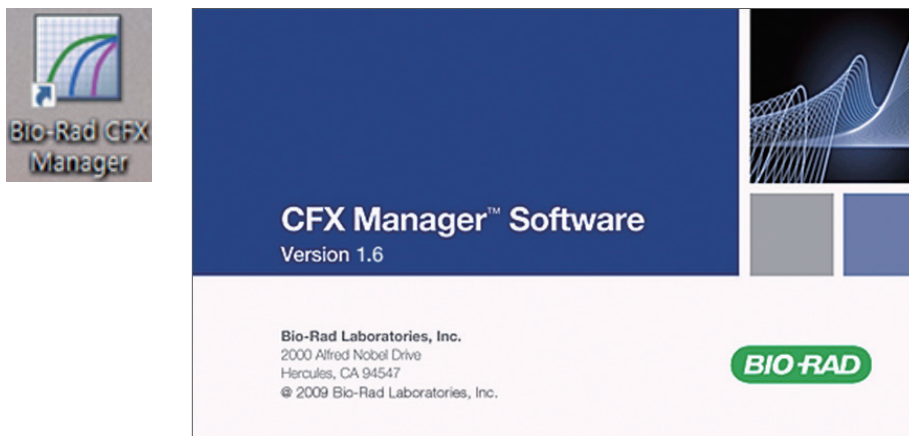 Bio-Rad CFX
Manager
CFX Manager™ Software
Version 1.6
Bio-Rad Laboratories, Inc.
2000 Alfred Nobel Drive
Hercules, CA 94547
@ 2009 Bio-Rad Laboratories, Inc.
BIO-RAD